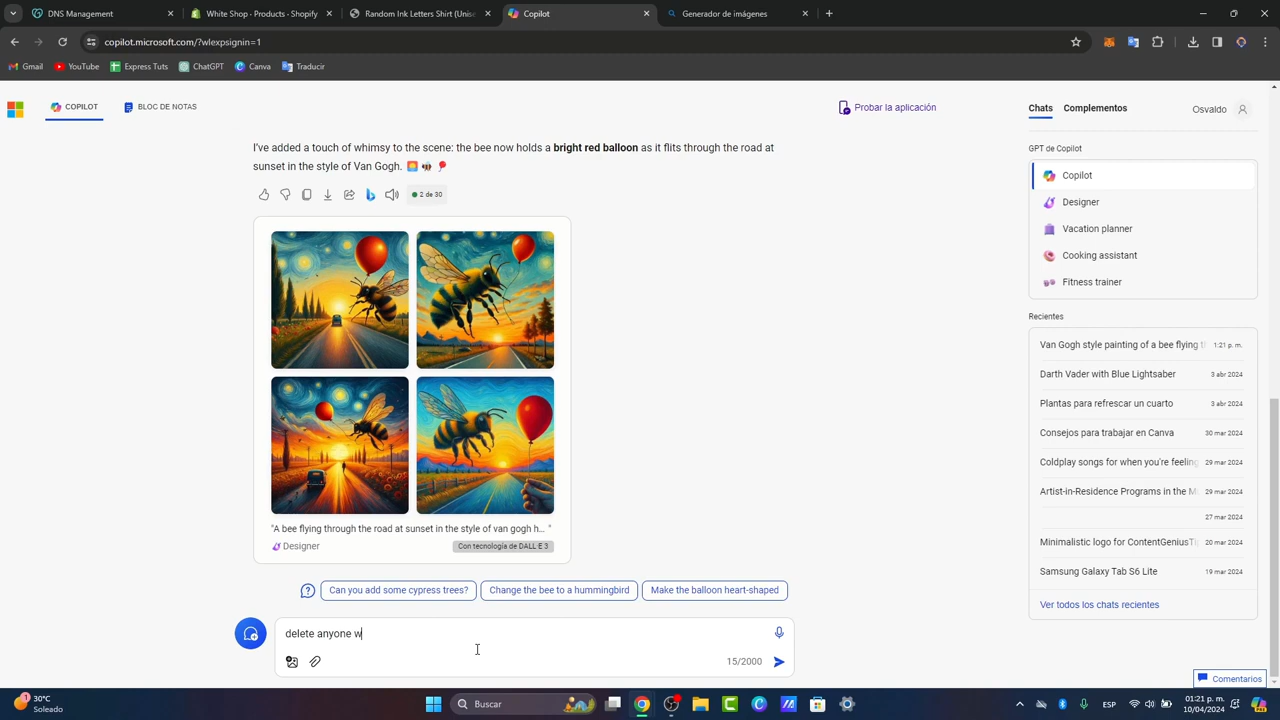 DNS Management
White Shop - Products - Shopify
Random Ink Letters Shirt (Unise
Copilot
Generador de imágenes
copilot.microsoft.com/?wlexpsignin=1
Gmail
YouTube
Express Tuts
ChatGPT
Canva
Traducir
COPILOT
BLOC DE NOTAS
Probar la aplicación
Chats
Complementos
Osvaldo
I've added a touch of whimsy to the scene: the bee now holds a bright red balloon as it flits through the road at
sunset in the style of Van Gogh.
2 de 30
"A bee flying through the road at sunset in the style of van gogh h... "
Designer
Con tecnología de DALL·E 3
Can you add some cypress trees?
Change the bee to a hummingbird
Make the balloon heart-shaped
delete anyone w
15/2000
GPT de Copilot
Copilot
Designer
Vacation planner
Cooking assistant
Fitness trainer
Recientes
Van Gogh style painting of a bee flying t 1:21 p. m.
Darth Vader with Blue Lightsaber 3 abr 2024
Plantas para refrescar un cuarto 3 abr 2024
Consejos para trabajar en Canva 30 mar 2024
Coldplay songs for when you're feeling 29 mar 2024
Artist-in-Residence Programs in the M 29 mar 2024
27 mar 2024
Minimalistic logo for ContentGeniusT 20 mar 2024
Samsung Galaxy Tab S6 Lite 19 mar 2024
Ver todos los chats recientes
Comentarios
1
30°C
Soleado
Buscar
ESP
01:21 p. m.
10/04/2024